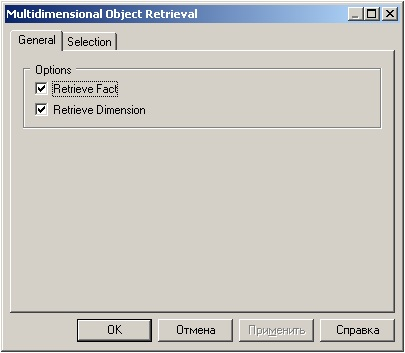 Multidimensional Object Retrieval
General Selection
Options
Retrieve Fact
Retrieve Dimension
OK Отмена Применить Справка